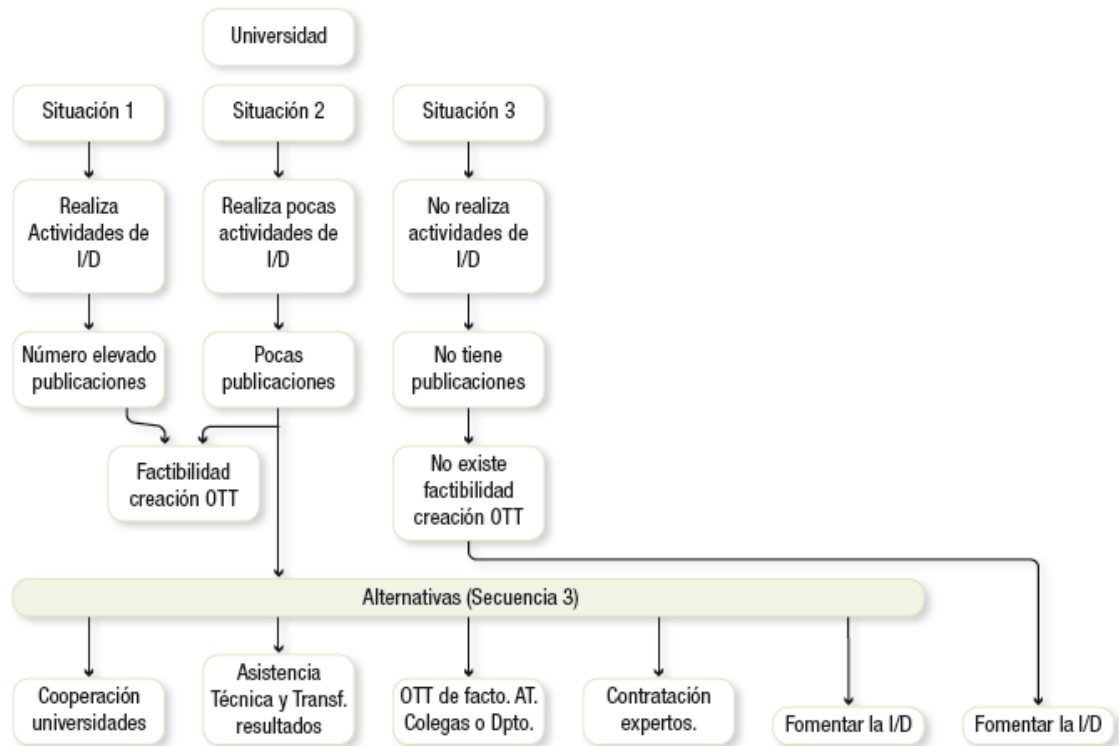 Universidad
Situación 1
Situación 2
Situación 3
Realiza
Actividades de
I/D
Realiza pocas
actividades de
I/D
No realiza
actividades de
I/D
Número elevado
publicaciones
Pocas
publicaciones
No tiene
publicaciones
Factibilidad
creación OTT
No existe
factibilidad
creación OTT
Alternativas (Secuencia 3)
Cooperación
universidades
Asistencia
Técnica y Transf.
resultados
OTT de facto. AT.
Colegas o Dpto.
Contratación
expertos.
Fomentar la I/D
Fomentar la I/D